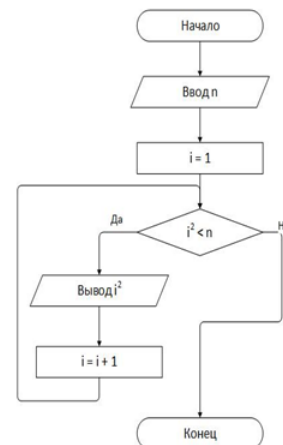 Начало
Ввод n
i = 1
i² < n
Да
Н
Вывод i²
i = i + 1
Конец